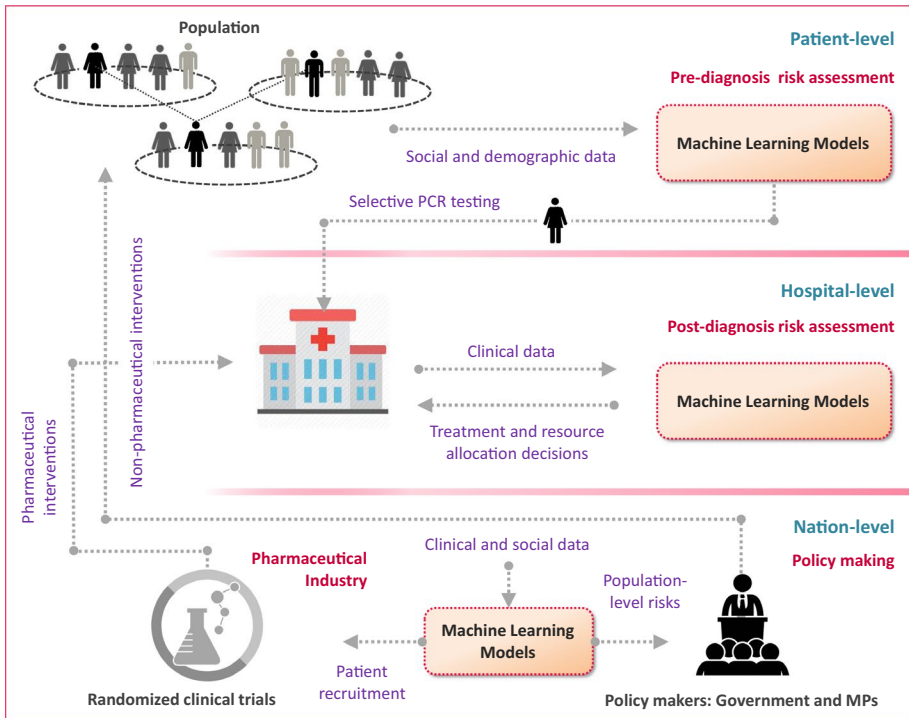 Population
Patient-level
Pre-diagnosis risk assessment
Machine Learning Models
Social and demographic data
Selective PCR testing
Hospital-level
Post-diagnosis risk assessment
Clinical data
Machine Learning Models
Treatment and resource
allocation decisions
Non-pharmaceutical interventions
Pharmaceutical
interventions
Nation-level
Policy making
Clinical and social data
Pharmaceutical
Industry
Population-
level risks
Machine Learning
Models
Patient
recruitment
Randomized clinical trials
Policy makers: Government and MPs